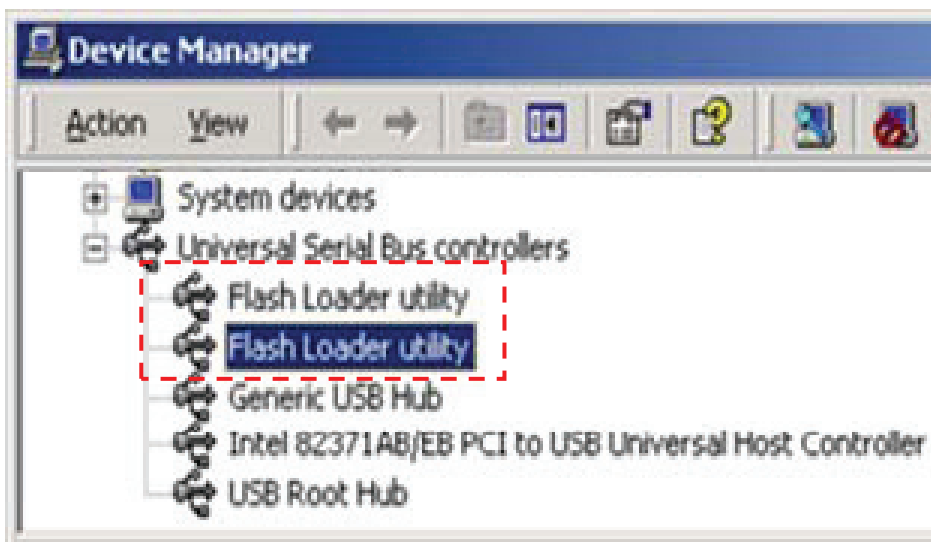 Device Manager
Action View
System devices
Universal Serial Bus controllers
Flash Loader utility
Flash Loader utility
Generic USB Hub
Intel 82371AB/EB PCI to USB Universal Host Controller
USB Root Hub